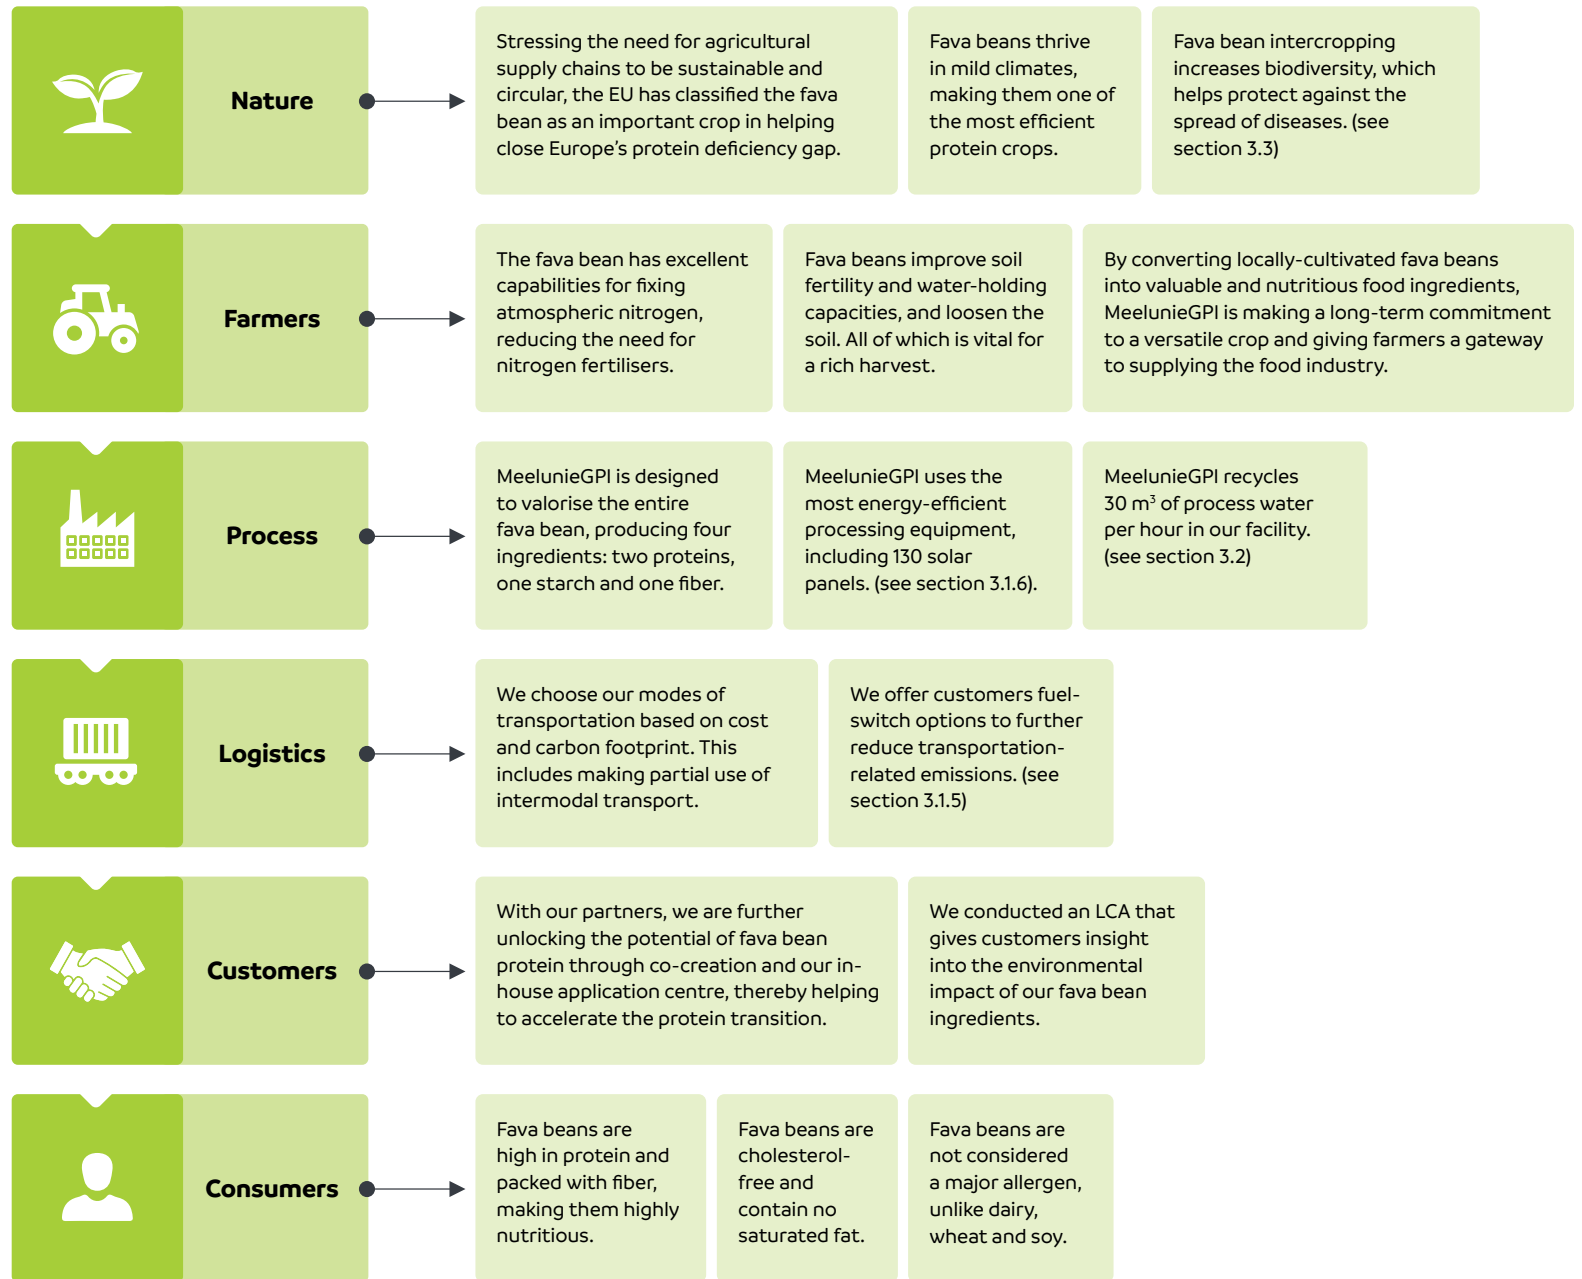 Nature
Stressing the need for agricultural
supply chains to be sustainable and
circular, the EU has classified the fava
bean as an important crop in helping
close Europe's protein deficiency gap.
Fava beans thrive
in mild climates,
making them one of
the most efficient
protein crops.
Fava bean intercropping
increases biodiversity, which
helps protect against the
spread of diseases. (see
section 3.3)
Farmers
The fava bean has excellent
capabilities for fixing
atmospheric nitrogen,
reducing the need for
nitrogen fertilisers.
Fava beans improve soil
fertility and water-holding
capacities, and loosen the
soil. All of which is vital for
a rich harvest.
By converting locally-cultivated fava beans
into valuable and nutritious food ingredients,
MeelunieGPI is making a long-term commitment
to a versatile crop and giving farmers a gateway
to supplying the food industry.
Process
MeelunieGPI is designed
to valorise the entire
fava bean, producing four
ingredients: two proteins,
one starch and one fiber.
MeelunieGPI uses the
most energy-efficient
processing equipment,
including 130 solar
panels. (see section 3.1.6).
MeelunieGPI recycles
30 m³ of process water
per hour in our facility.
(see section 3.2)
Logistics
We choose our modes of
transportation based on cost
and carbon footprint. This
includes making partial use of
intermodal transport.
We offer customers fuel-
switch options to further
reduce transportation-
related emissions. (see
section 3.1.5)
Customers
With our partners, we are further
unlocking the potential of fava bean
protein through co-creation and our in-
house application centre, thereby helping
to accelerate the protein transition.
We conducted an LCA that
gives customers insight
into the environmental
impact of our fava bean
ingredients.
Consumers
Fava beans are
high in protein and
packed with fiber,
making them highly
nutritious.
Fava beans are
cholesterol-
free and
contain no
saturated fat.
Fava beans are
not considered
a major allergen,
unlike dairy,
wheat and soy.